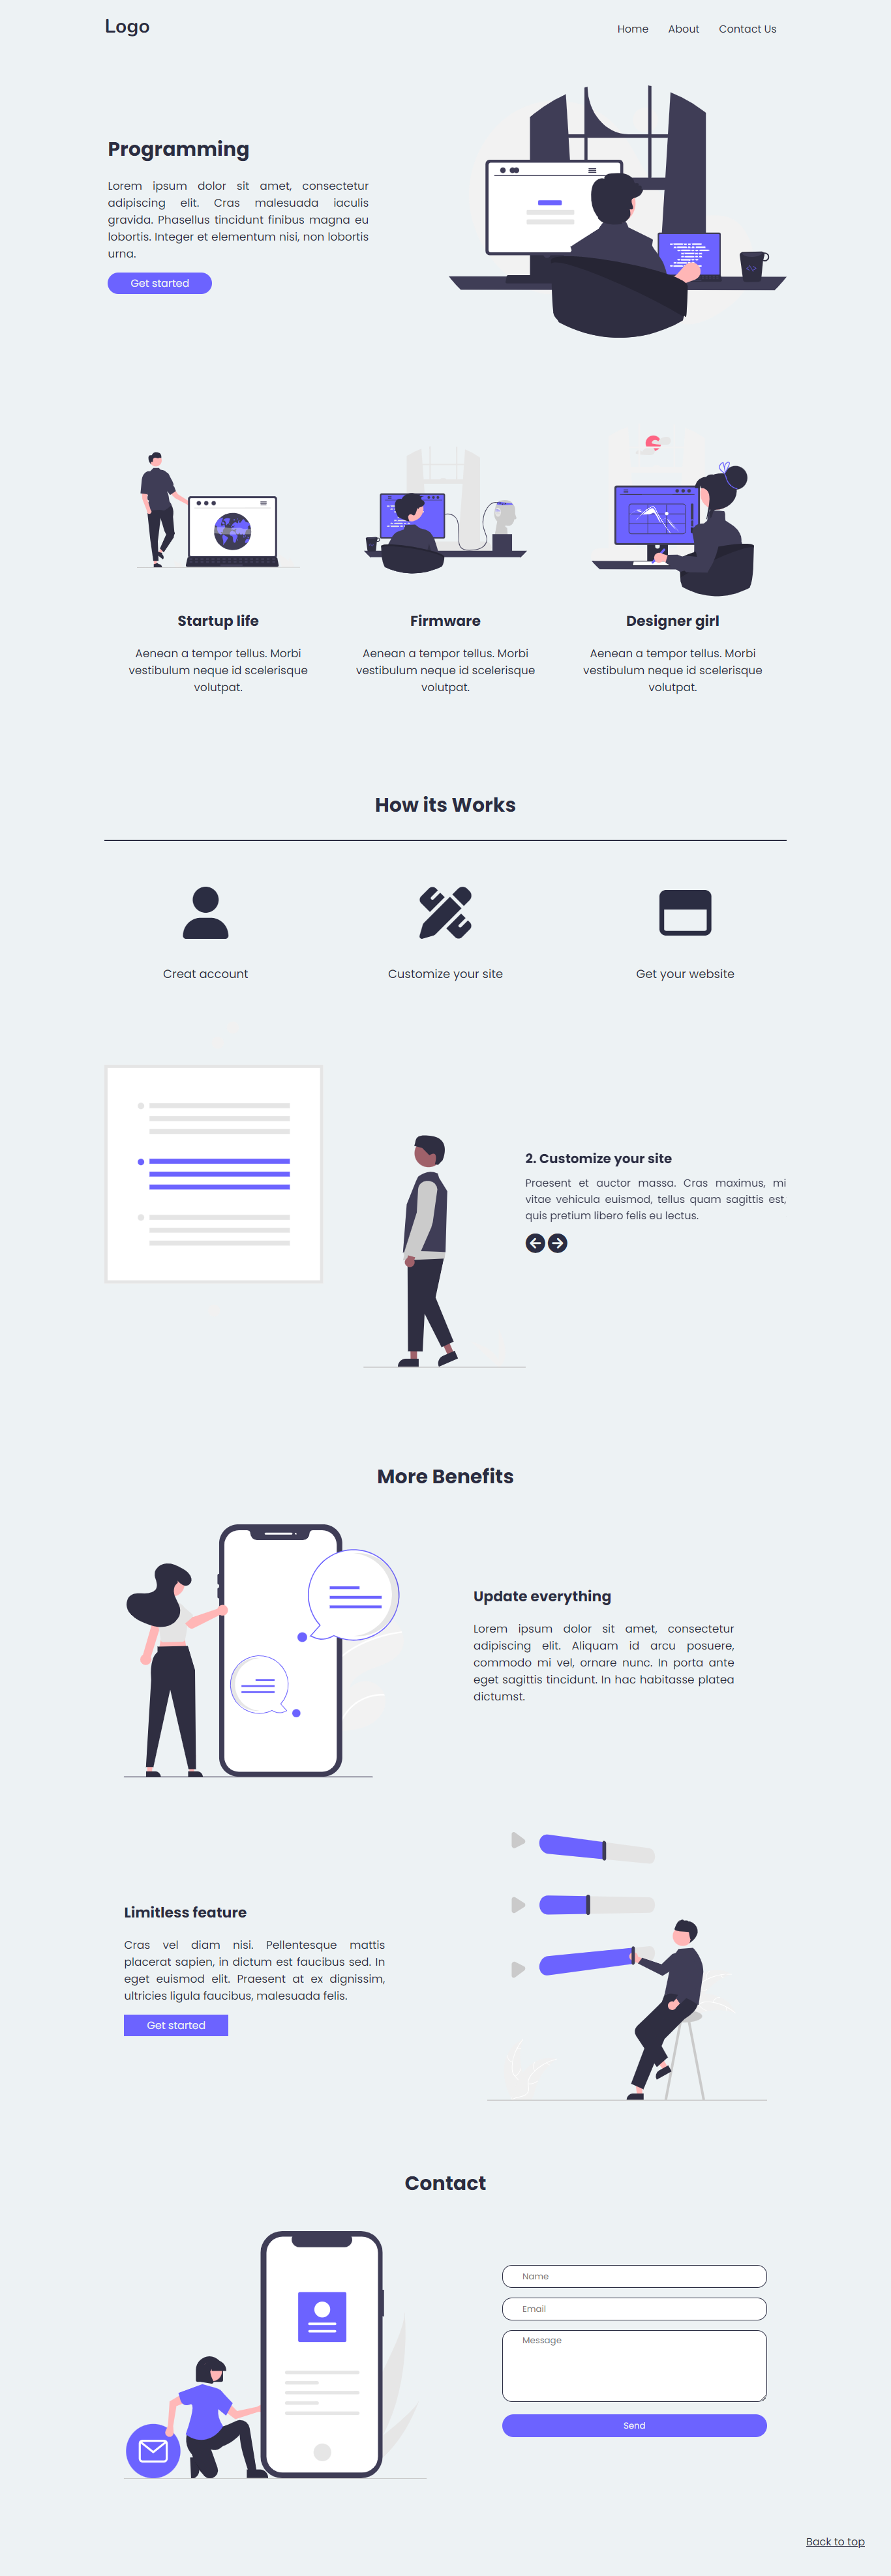 Logo
Home About Contact Us
Programming
Lorem ipsum dolor sit amet, consectetur
adipiscing elit. Cras malesuada iaculis
gravida. Phasellus tincidunt finibus magna eu
lobortis. Integer et elementum nisi, non lobortis
urna.
Get started
Startup life
Aenean a tempor tellus. Morbi
vestibulum neque id scelerisque
volutpat.
Firmware
Aenean a tempor tellus. Morbi
vestibulum neque id scelerisque
volutpat.
Designer girl
Aenean a tempor tellus. Morbi
vestibulum neque id scelerisque
volutpat.
How its Works
Creat account
Customize your site
Get your website
2. Customize your site
Praesent et auctor massa. Cras maximus, mi
vitae vehicula euismod, tellus quam sagittis est,
quis pretium libero felis eu lectus.
More Benefits
Update everything
Lorem ipsum dolor sit amet, consectetur
adipiscing elit. Aliquam id arcu posuere,
commodo mi vel, ornare nunc. In porta ante
eget sagittis tincidunt. In hac habitasse platea
dictumst.
Limitless feature
Cras vel diam nisi. Pellentesque mattis
placerat sapien, in dictum est faucibus sed. In
eget euismod elit. Praesent at ex dignissim,
ultricies ligula faucibus, malesuada felis.
Get started
Contact
Name
Email
Message
Send
Back to top